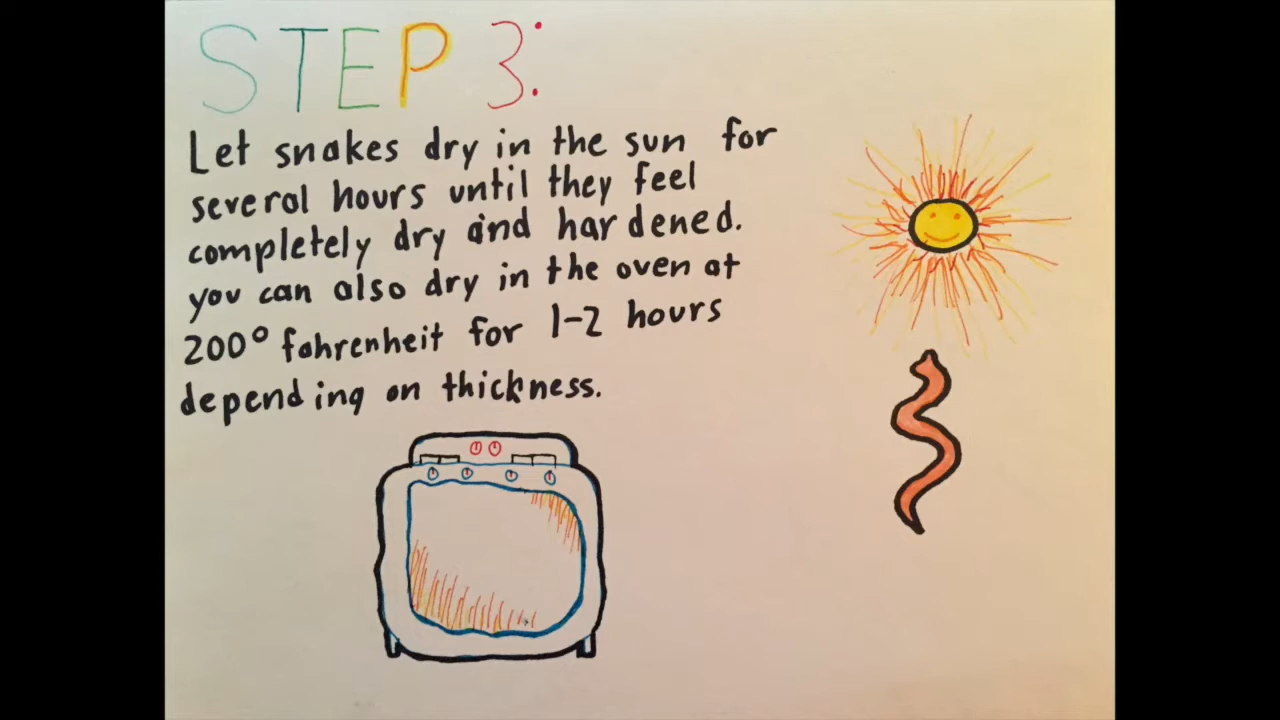 STEP 3:
Let snakes dry in the sun for
several hours until they feel
completely dry and hardened.
you can also dry in the oven at
200° fahrenheit for 1-2 hours
depending on thickness.